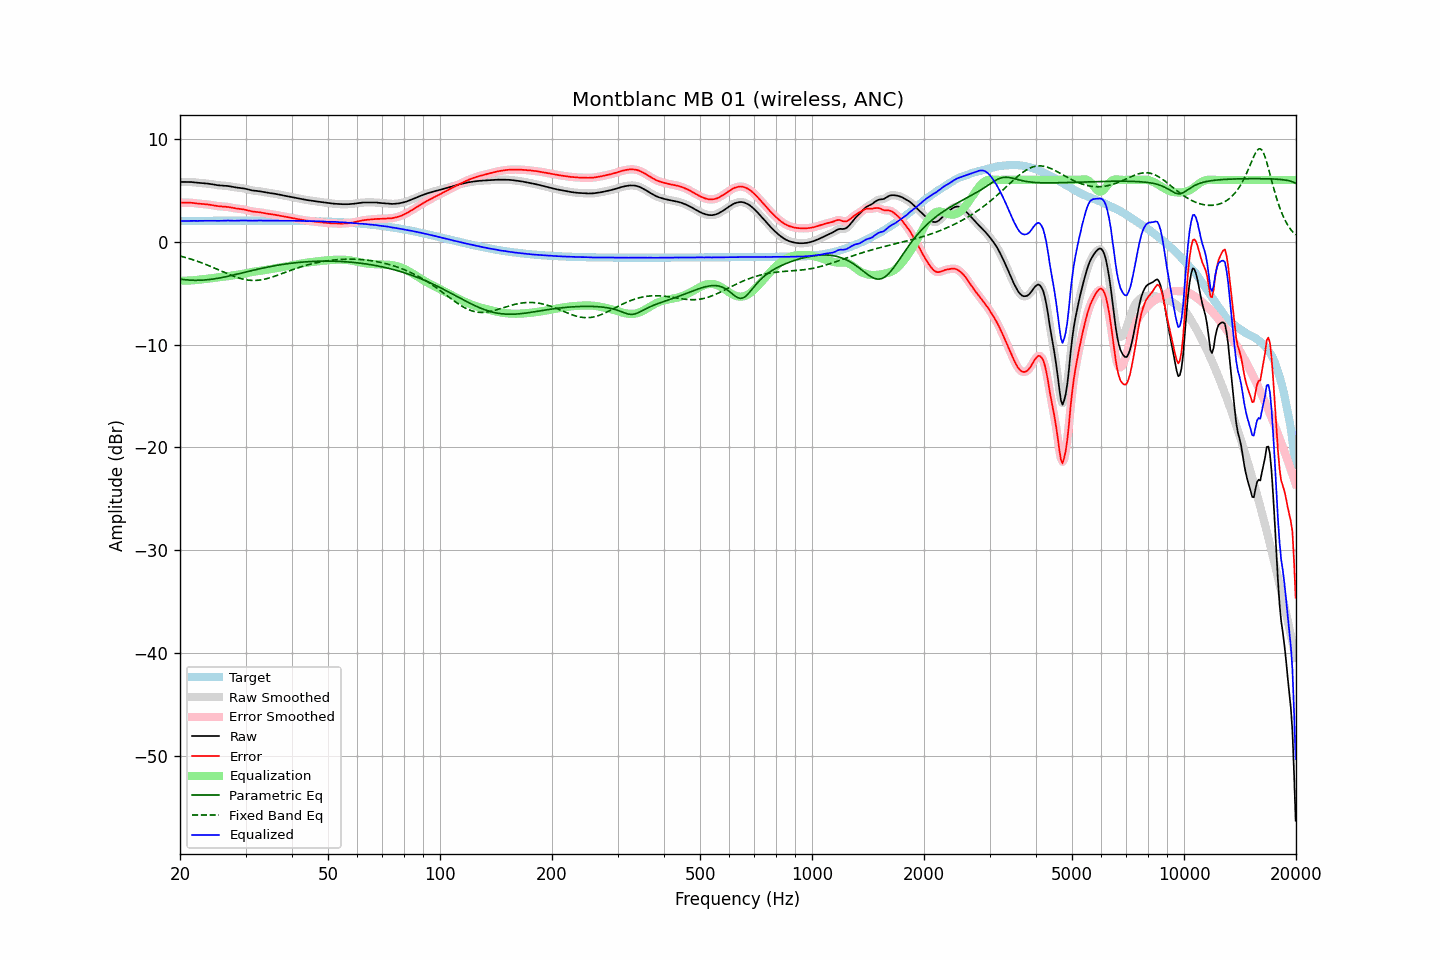 Montblanc MB 01 (wireless, ANC)
Amplitude (dBr)
10
0
−10
−20
−30
−40
−50
Target
Raw Smoothed
Error Smoothed
Raw
Error
Equalization
Parametric Eq
Fixed Band Eq
Equalized
20 50 100 200 500 1000 2000 5000 10000 20000
Frequency (Hz)